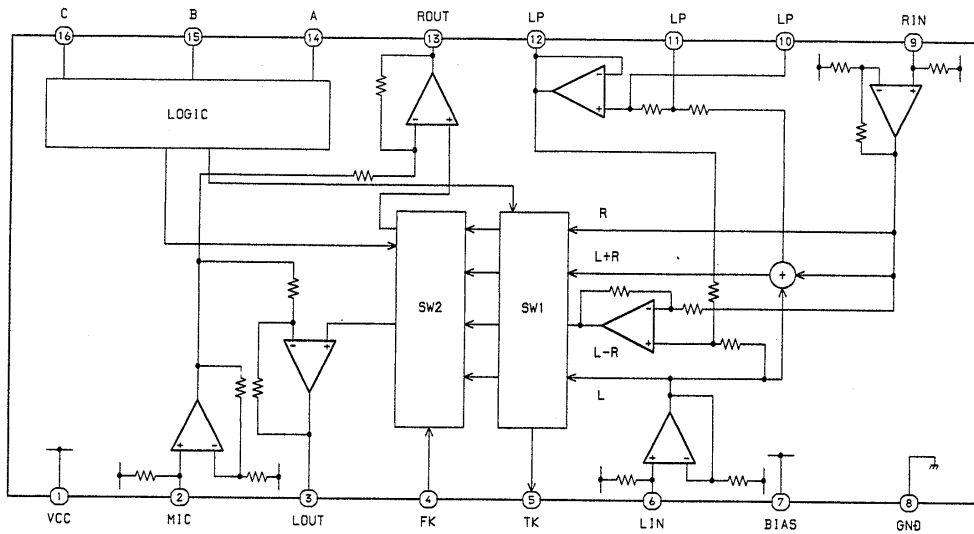 C B A ROUT LP LP LP RIN
16 15 14 13 12 11 10 9
LOGIC
R
L+R
SW2 SW1
L-R
L
1 2 3 4 5 6 7 8
VCC MIC LOUT FK TK LIN BIAS GND